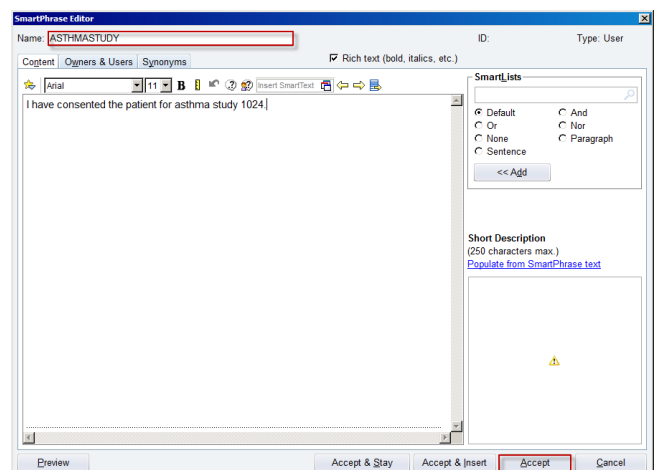 SmartPhrase Editor
Name: ASTHMASTUDY ID: Type: User
Content Owners & Users Synonyms Rich text (bold, italics, etc.)
Arial 11 B Insert SmartText
I have consented the patient for asthma study 1024.
SmartLists
Default And
Or Nor
None Paragraph
Sentence
<< Add
Short Description
(250 characters max.)
Populate from SmartPhrase text
Preview Accept & Stay Accept & Insert Accept Cancel